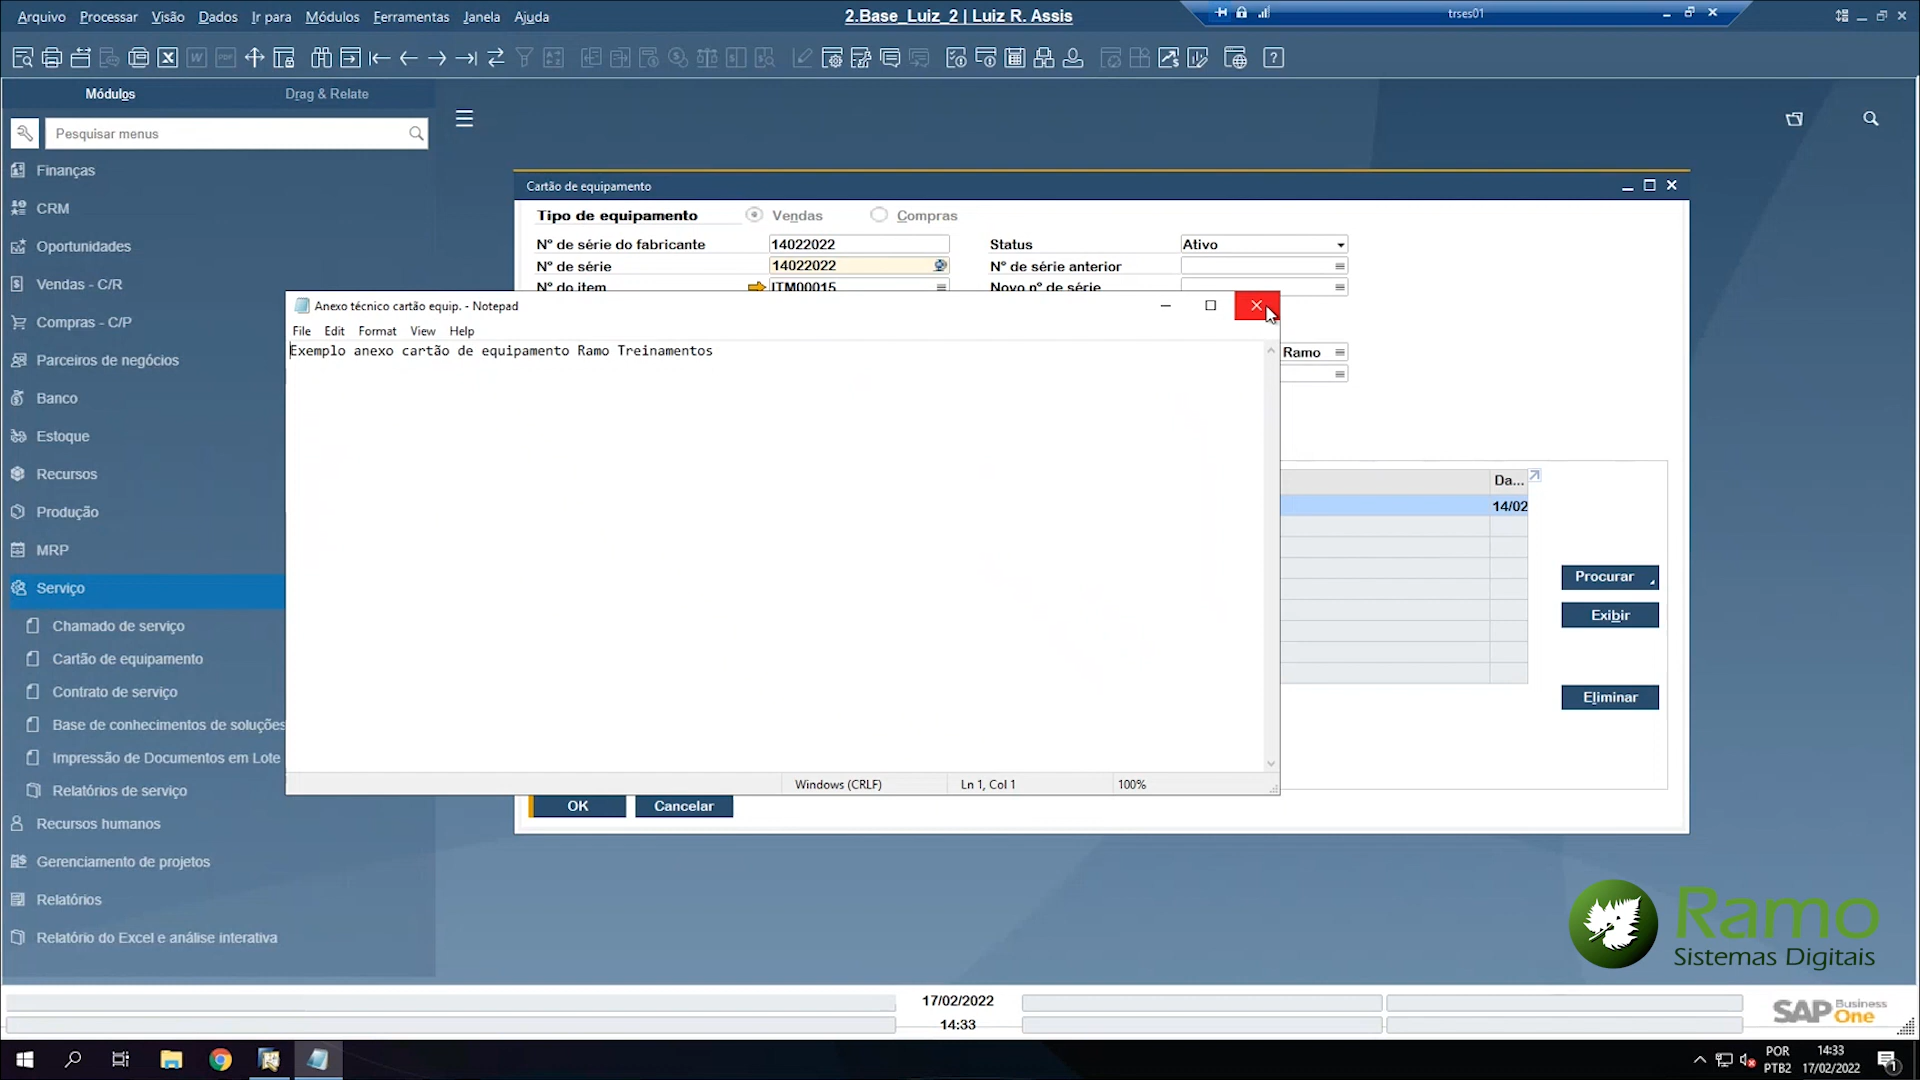 Arquivo Processar Visão Dados Ir para Módulos Ferramentas Janela Ajuda
2.Base_Luiz_2 | Luiz R. Assis
trses01
Módulos Drag & Relate
Pesquisar menus
Finanças
CRM
Oportunidades
Vendas - C/R
Compras - C/P
Parceiros de negócios
Banco
Estoque
Recursos
Produção
MRP
Serviço
Chamado de serviço
Cartão de equipamento
Contrato de serviço
Base de conhecimentos de soluções
Impressão de Documentos em Lote
Relatórios de serviço
Recursos humanos
Gerenciamento de projetos
Relatórios
Relatório do Excel e análise interativa
Cartão de equipamento
Tipo de equipamento Vendas Compras
Nº de série do fabricante 14022022 Status Ativo
Nº de série 14022022 Nº de série anterior
Nº do item ITM00015 Novo nº de série
Anexo técnico cartão equip. - Notepad
File Edit Format View Help
Exemplo anexo cartão de equipamento Ramo Treinamentos
Windows (CRLF) Ln 1, Col 1 100%
Ramo
Da...
14/02
Procurar
Exibir
Eliminar
OK Cancelar
Ramo
Sistemas Digitais
17/02/2022
14:33
SAP Business One
POR
PTB2
14:33
17/02/2022
1